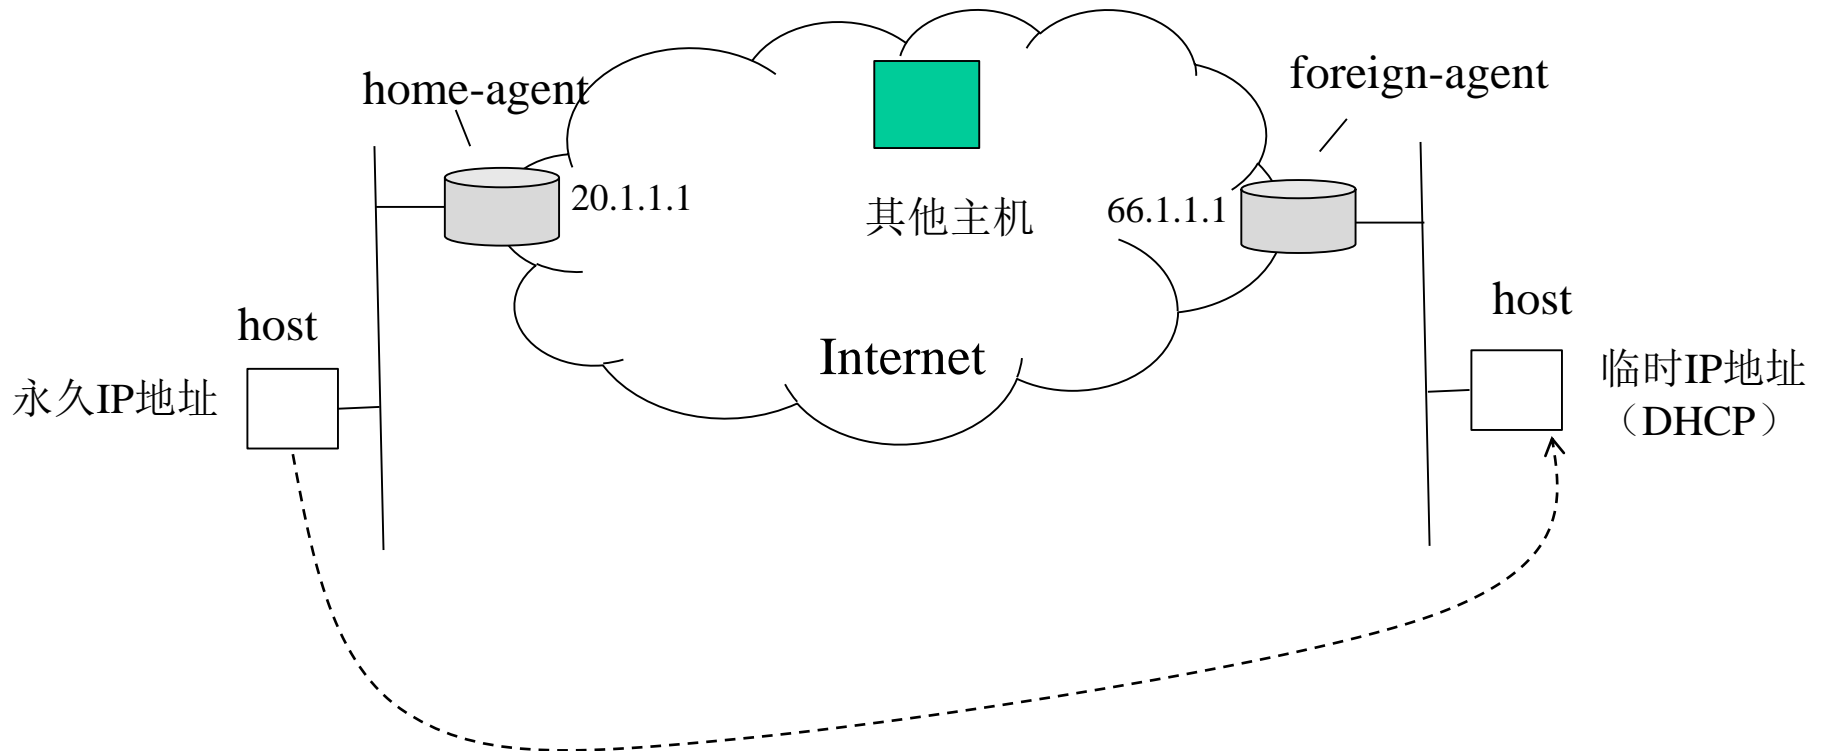 home-agent
foreign-agent
20.1.1.1
其他主机
66.1.1.1
host
永久IP地址
Internet
host
临时IP地址
（DHCP）